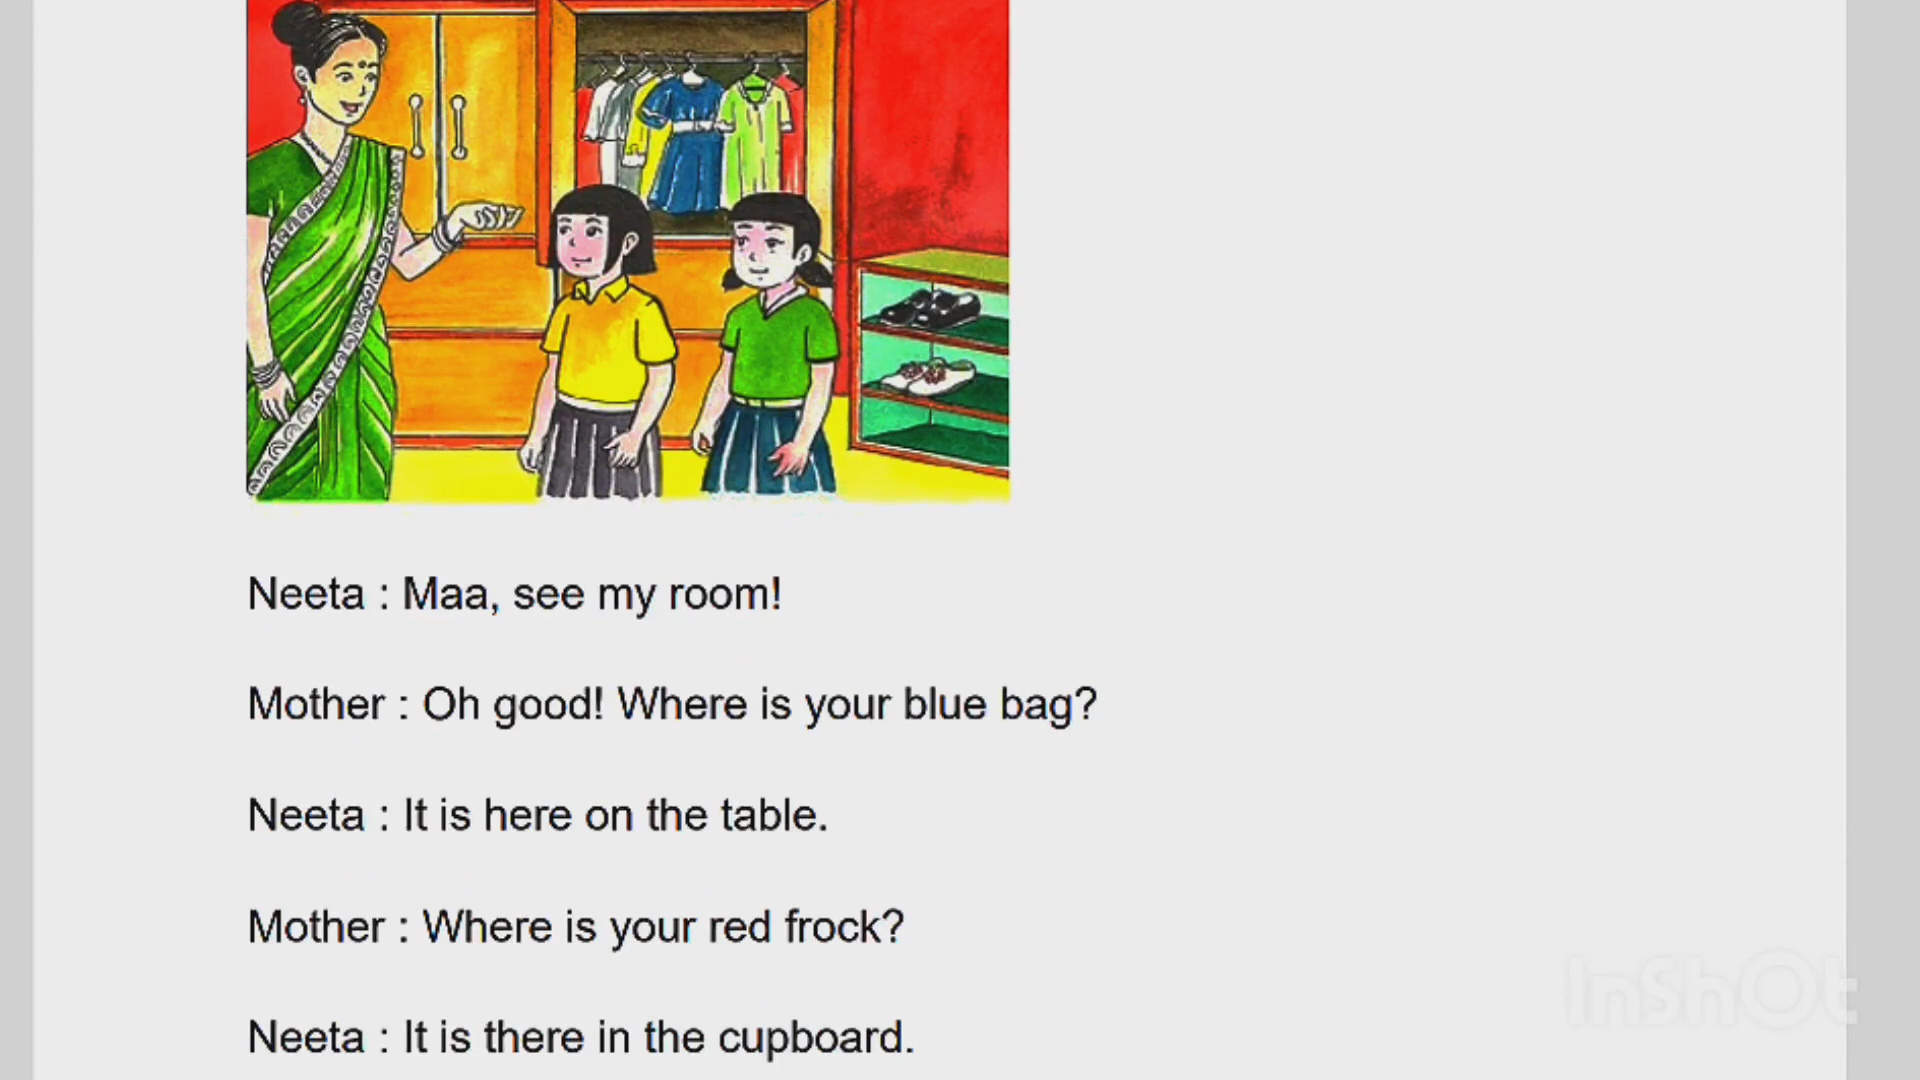 Neeta : Maa, see my room!
Mother : Oh good! Where is your blue bag?
Neeta : It is here on the table.
Mother : Where is your red frock?
Neeta : It is there in the cupboard.
InShOt